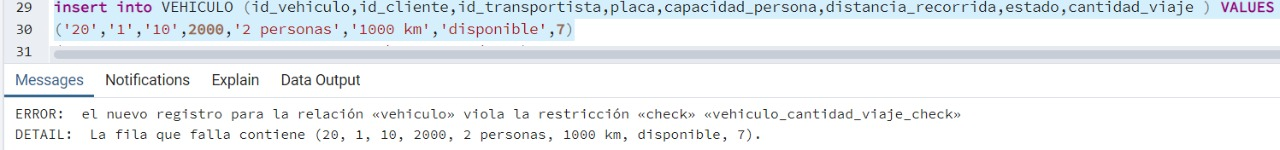 29 insert into VEHICULO (id_vehiculo,id_cliente,id_transportista,placa,capacidad_persona,distancia_recorrida,estado,cantidad_viaje ) VALUES
30 ('20','1','10',2000,'2 personas','1000 km','disponible',7)
31
Messages Notifications Explain Data Output
ERROR:  el nuevo registro para la relación «vehiculo» viola la restricción «check» «vehiculo_cantidad_viaje_check»
DETAIL:  La fila que falla contiene (20, 1, 10, 2000, 2 personas, 1000 km, disponible, 7).